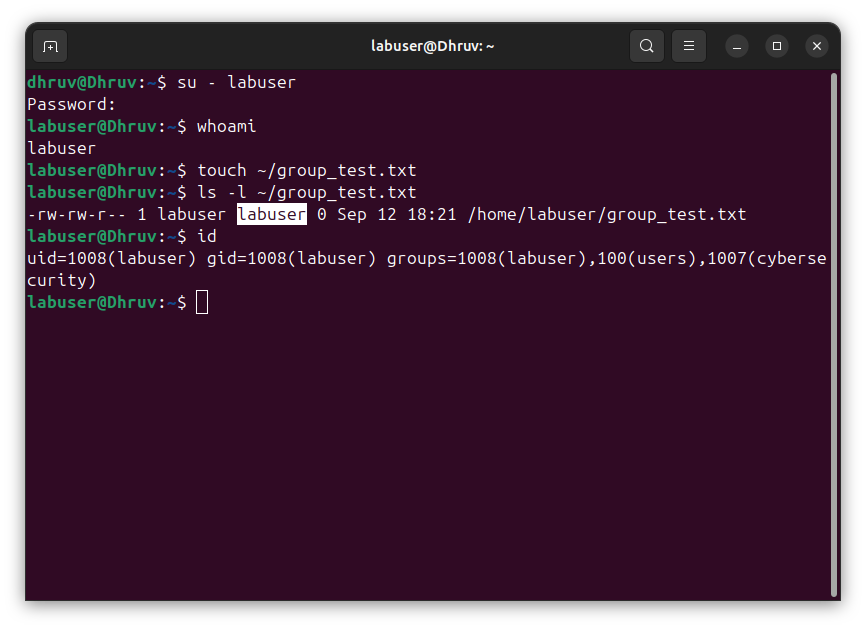 labuser@Dhruv: ~
dhruv@Dhruv:~$ su - labuser
Password:
labuser@Dhruv:~$ whoami
labuser
labuser@Dhruv:~$ touch ~/group_test.txt
labuser@Dhruv:~$ ls -l ~/group_test.txt
-rw-rw-r-- 1 labuser labuser 0 Sep 12 18:21 /home/labuser/group_test.txt
labuser@Dhruv:~$ id
uid=1008(labuser) gid=1008(labuser) groups=1008(labuser),100(users),1007(cyberse
curity)
labuser@Dhruv:~$